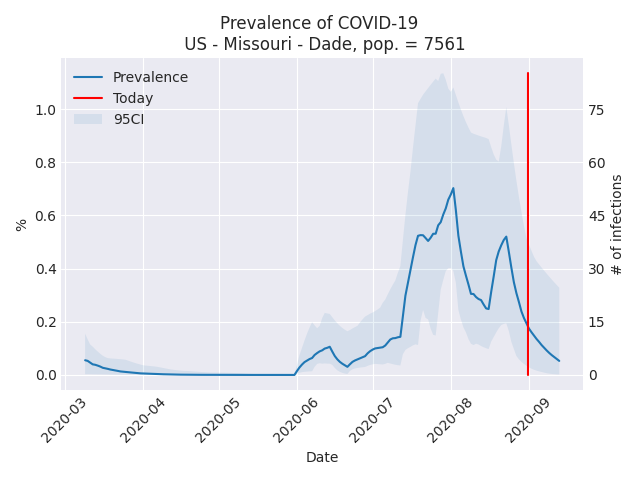 Prevalence of COVID-19
US - Missouri - Dade, pop. = 7561
Prevalence
Today
95CI
%
1.0
0.8
0.6
0.4
0.2
0.0
75
60
45
30
15
0
# of infections
2020-03
2020-04
2020-05
2020-06
2020-07
2020-08
2020-09
Date